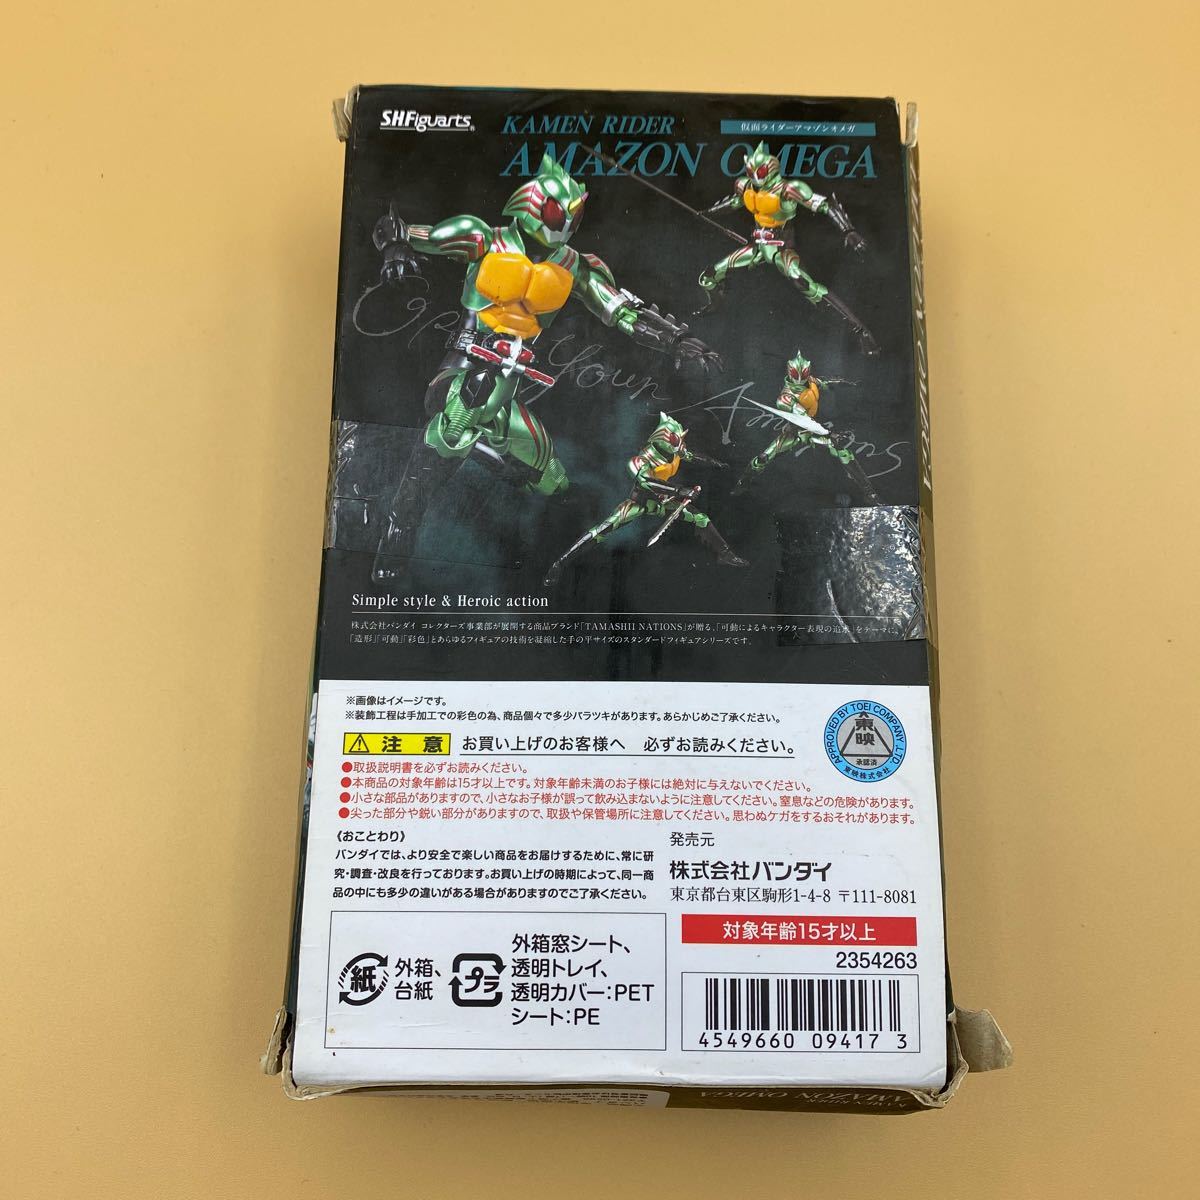 S.H.Figuarts
KAMEN RIDER
AMAZON OMEGA
仮面ライダーアマゾンオメガ
Open Your Amazons
Simple style & Heroic action
株式会社バンダイ コレクターズ事業部が展開する商品ブランド「TAMASHII NATIONS」が贈る、「可動によるキャラクター表現の追求」をテーマに、
「造形」「可動」「彩色」とあらゆるフィギュアの技術を凝縮した手の平サイズのスタンダードフィギュアシリーズです。
※画像はイメージです。
※装飾工程は手加工での彩色の為、商品個々で多少バラツキがあります。あらかじめご了承ください。
注意 お買い上げのお客様へ 必ずお読みください。
●取扱説明書を必ずお読みください。
●本商品の対象年齢は15才以上です。対象年齢未満のお子様には絶対に与えないでください。
●小さな部品がありますので、小さなお子様が誤って飲み込まないように注意してください。窒息などの危険があります。
●尖った部分や鋭い部分がありますので、取扱や保管場所に注意してください。思わぬケガをするおそれがあります。
APPROVED BY TOEI COMPANY, LTD.
東映
承認済
東映株式会社
《おことわり》
バンダイでは、より安全で楽しい商品をお届けするために、常に研
究・調査・改良を行っております。お買い上げの時期によって、同一商
品の中にも多少の違いがある場合がありますのでご了承ください。
発売元
株式会社バンダイ
東京都台東区駒形1-4-8 〒111-8081
紙
外箱、
台紙
プラ
外箱窓シート、
透明トレイ、
透明カバー:PET
シート:PE
対象年齢15才以上
2354263
4549660 09417 3
KAMEN RIDER
AMAZON OMEGA